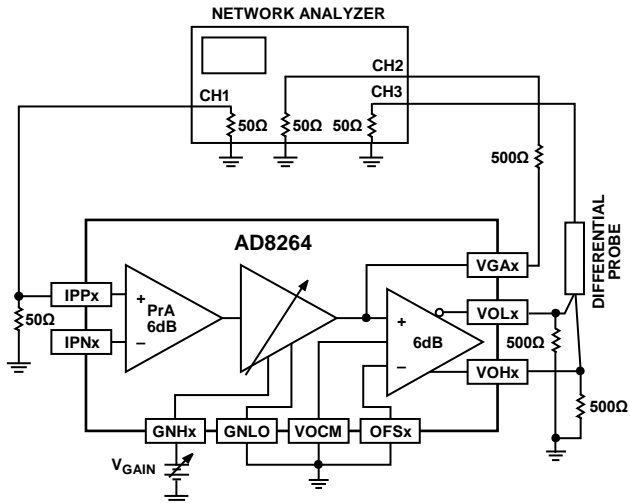 NETWORK ANALYZER
CH1
CH2
CH3
50Ω
50Ω
50Ω
500Ω
DIFFERENTIAL
PROBE
AD8264
IPPx
IPNx
50Ω
+
–
PrA
6dB
+
–
6dB
VGAx
VOLx
VOHx
500Ω
500Ω
GNHx
GNLO
VOCM
OFSx
VGAIN